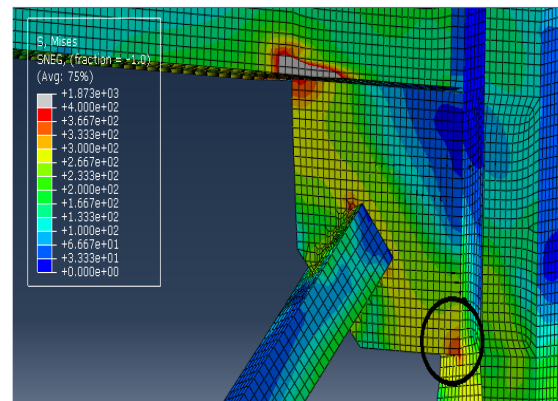 S, Mises
SNEG, (fraction = -1.0)
(Avg: 75%)
+1.873e+03
+4.000e+02
+3.667e+02
+3.333e+02
+3.000e+02
+2.667e+02
+2.333e+02
+2.000e+02
+1.667e+02
+1.333e+02
+1.000e+02
+6.667e+01
+3.333e+01
+0.000e+00